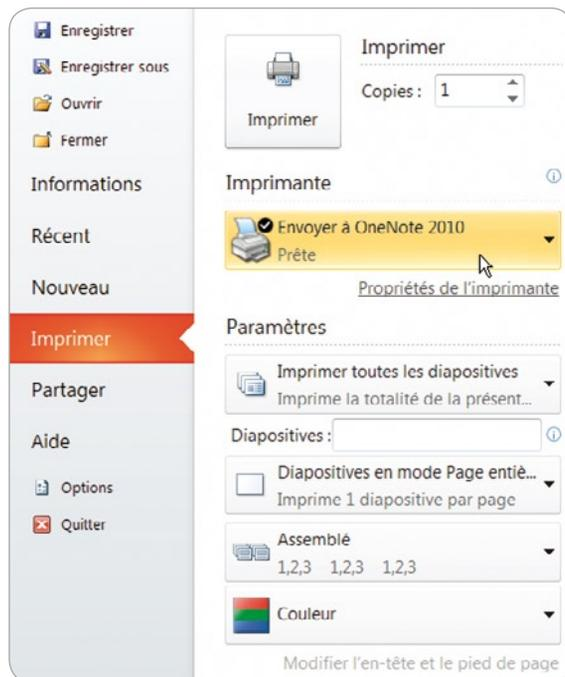 Enregistrer
Enregistrer sous
Ouvrir
Fermer
Informations
Récent
Nouveau
Imprimer
Partager
Aide
Options
Quitter
Imprimer
Imprimer
Copies : 1
Imprimante
Envoyer à OneNote 2010
Prête
Propriétés de l'imprimante
Paramètres
Imprimer toutes les diapositives
Imprime la totalité de la présent...
Diapositives :
Diapositives en mode Page entiè...
Imprime 1 diapositive par page
Assemblé
1,2,3 1,2,3 1,2,3
Couleur
Modifier l'en-tête et le pied de page